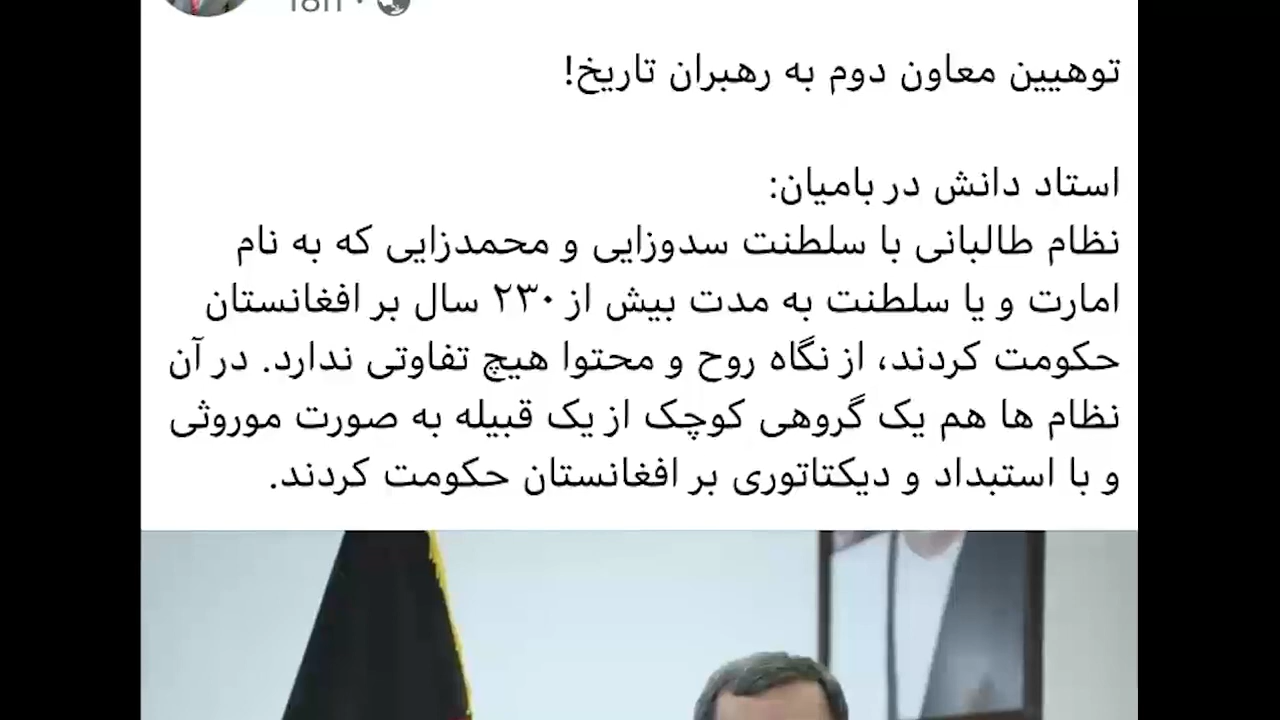 18h
توهیین معاون دوم به رهبران تاریخ!
استاد دانش در بامیان:
نظام طالبانی با سلطنت سدوزایی و محمدزایی که به نام
امارت و یا سلطنت به مدت بیش از ۲۳۰ سال بر افغانستان
حکومت کردند، از نگاه روح و محتوا هیچ تفاوتی ندارد. در آن
نظام ها هم یک گروهی کوچک از یک قبیله به صورت موروثی
و با استبداد و دیکتاتوری بر افغانستان حکومت کردند.